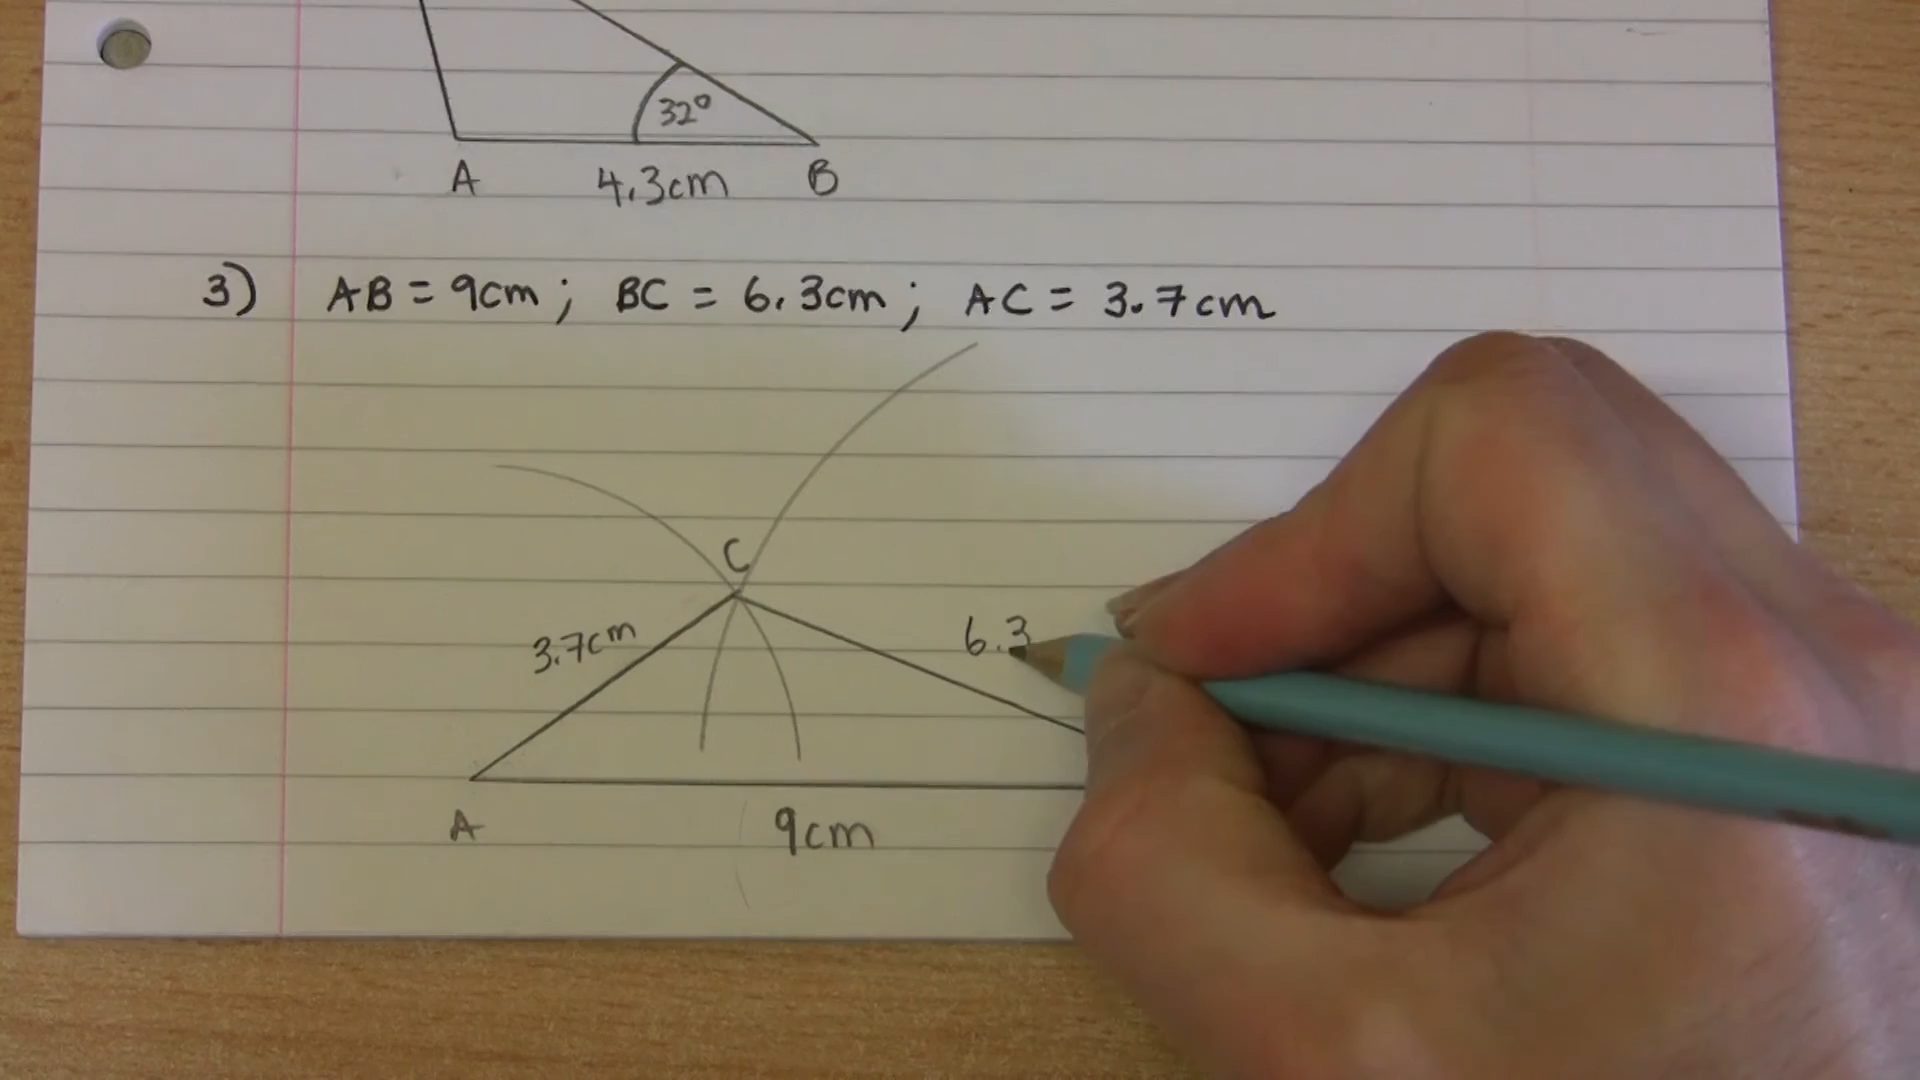 32°
A 4.3cm B
3) AB = 9cm ; BC = 6.3cm ; AC = 3.7cm
C
3.7cm 6.3
A 9cm